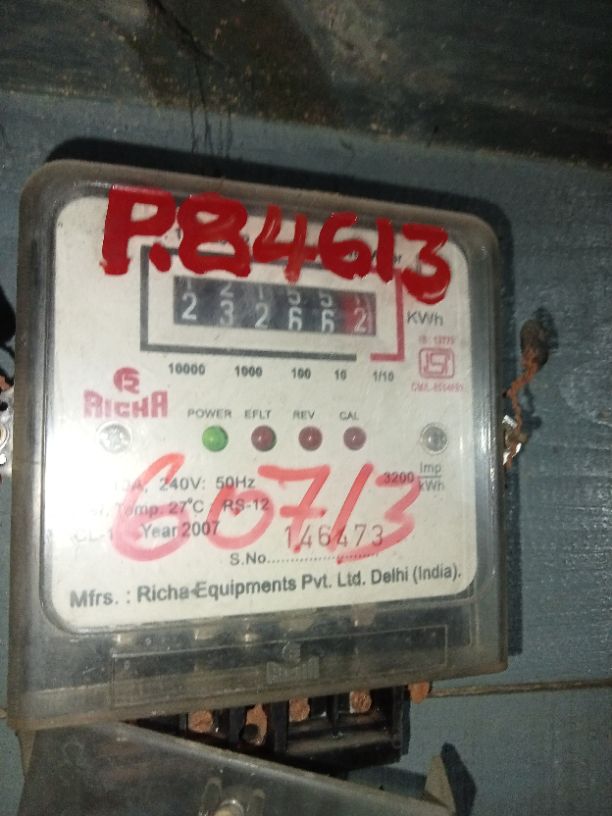 P.84613
2 3 2 6 6 2
KWh
10000 1000 100 10 1/10
RICHA
POWER EFLT REV CAL
240V: 50Hz
3200 Imp/kWh
Temp. 27°C RS-12
Year 2007
60713
146473
S.No.
Mfrs. : Richa Equipments Pvt. Ltd. Delhi (India).